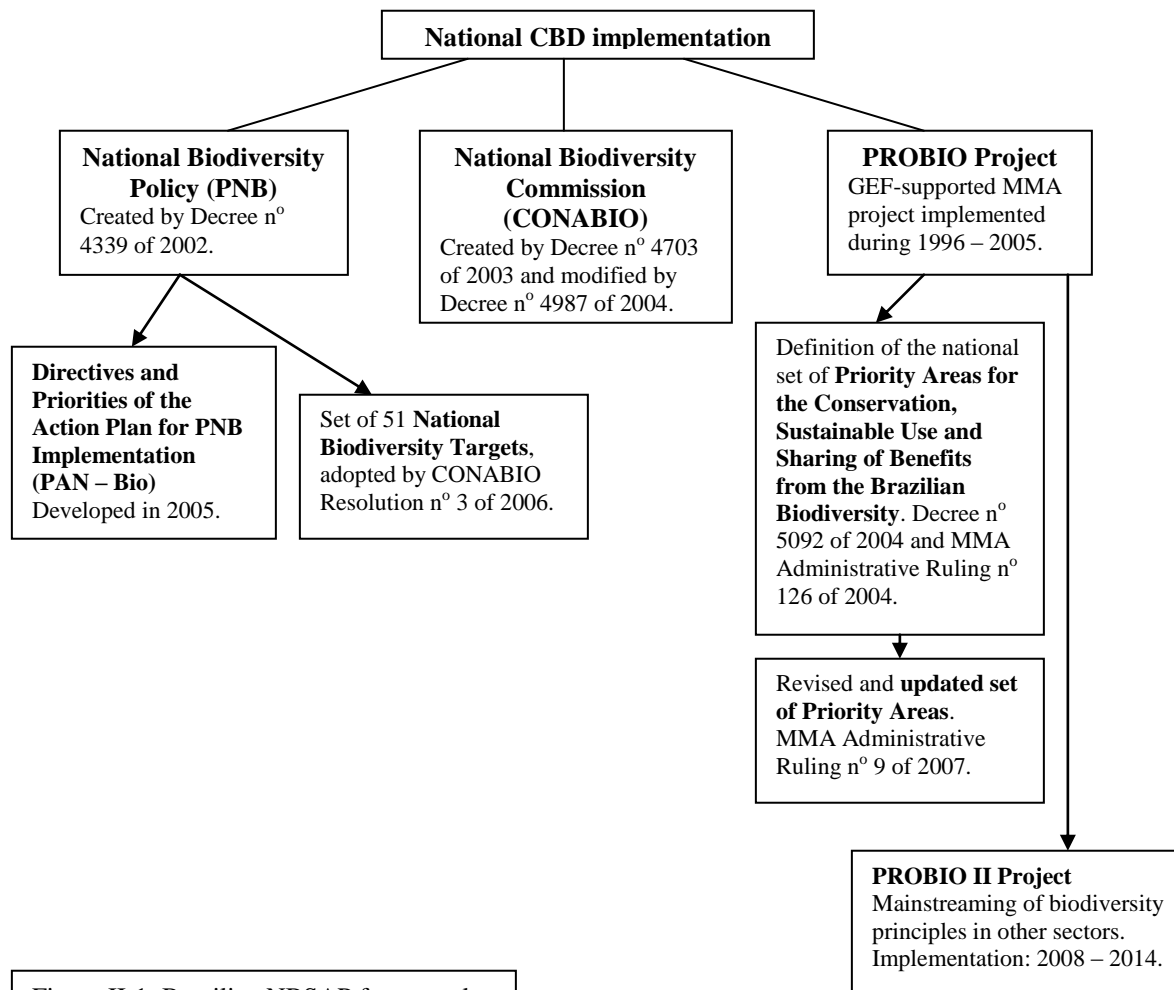 National CBD implementation
National Biodiversity
Policy (PNB)
Created by Decree nº
4339 of 2002.
National Biodiversity
Commission
(CONABIO)
Created by Decree nº 4703
of 2003 and modified by
Decree nº 4987 of 2004.
PROBIO Project
GEF-supported MMA
project implemented
during 1996 – 2005.
Directives and
Priorities of the
Action Plan for PNB
Implementation
(PAN – Bio)
Developed in 2005.
Set of 51 National
Biodiversity Targets,
adopted by CONABIO
Resolution nº 3 of 2006.
Definition of the national
set of Priority Areas for
the Conservation,
Sustainable Use and
Sharing of Benefits
from the Brazilian
Biodiversity. Decree nº
5092 of 2004 and MMA
Administrative Ruling nº
126 of 2004.
Revised and updated set
of Priority Areas.
MMA Administrative
Ruling nº 9 of 2007.
PROBIO II Project
Mainstreaming of biodiversity
principles in other sectors.
Implementation: 2008 – 2014.